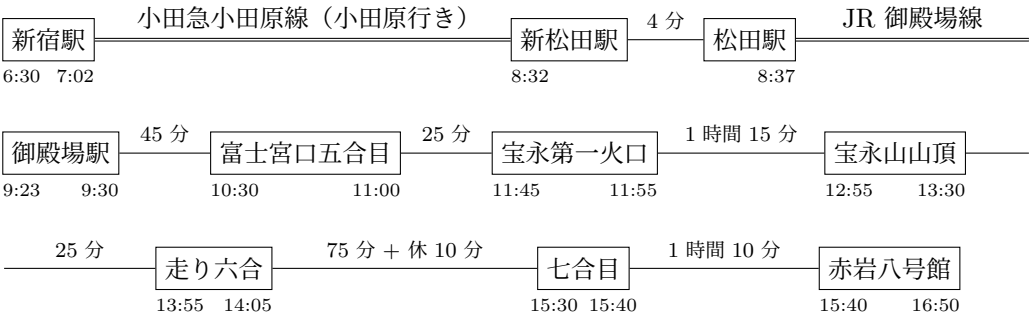 小田急小田原線（小田原行き） 4 分 JR 御殿場線
新宿駅 新松田駅 松田駅
6:30 7:02 8:32 8:37
45 分 25 分 1 時間 15 分
御殿場駅 富士宮口五合目 宝永第一火口 宝永山山頂
9:23 9:30 10:30 11:00 11:45 11:55 12:55 13:30
25 分 75 分 + 休 10 分 1 時間 10 分
走り六合 七合目 赤岩八号館
13:55 14:05 15:30 15:40 15:40 16:50